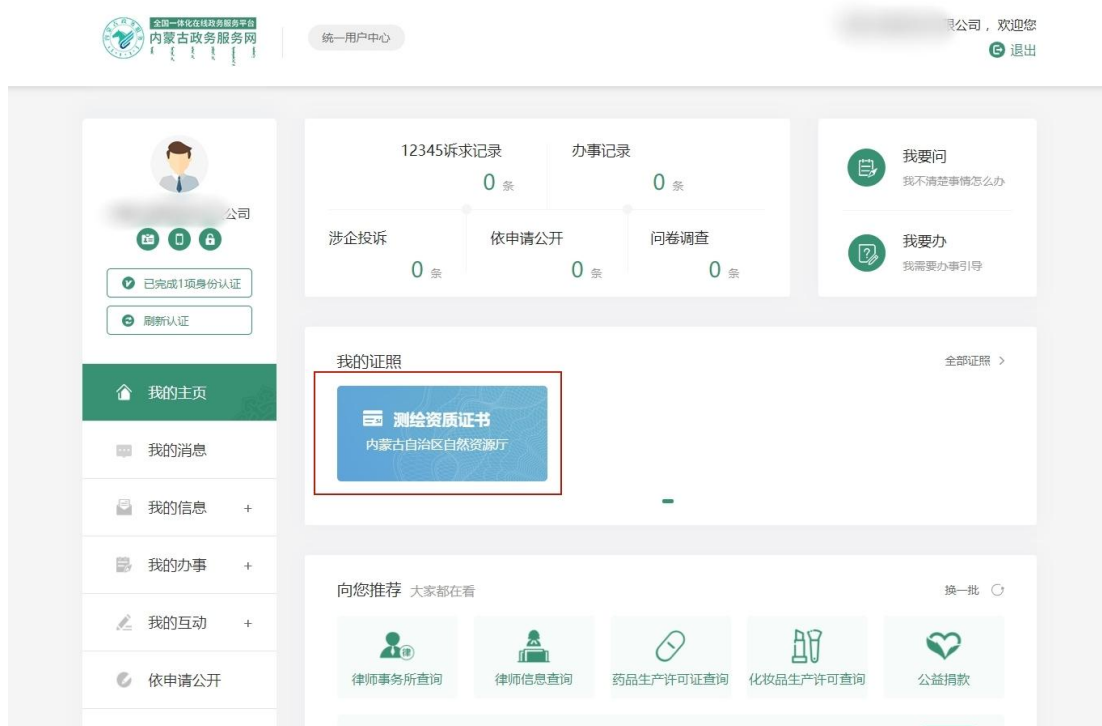 全国一体化在线政务服务平台
内蒙古政务服务网
统一用户中心
限公司，欢迎您
退出
公司
已完成1项身份认证
刷新认证
我的主页
我的消息
我的信息 +
我的办事 +
我的互动 +
依申请公开
12345诉求记录
0 条
办事记录
0 条
涉企投诉
0 条
依申请公开
0 条
问卷调查
0 条
我要问
我不清楚事情怎么办
我要办
我需要办事引导
我的证照
全部证照 >
测绘资质证书
内蒙古自治区自然资源厅
向您推荐 大家都在看
换一批
律
律师事务所查询
律师信息查询
药品生产许可证查询
化妆品生产许可查询
公益捐款